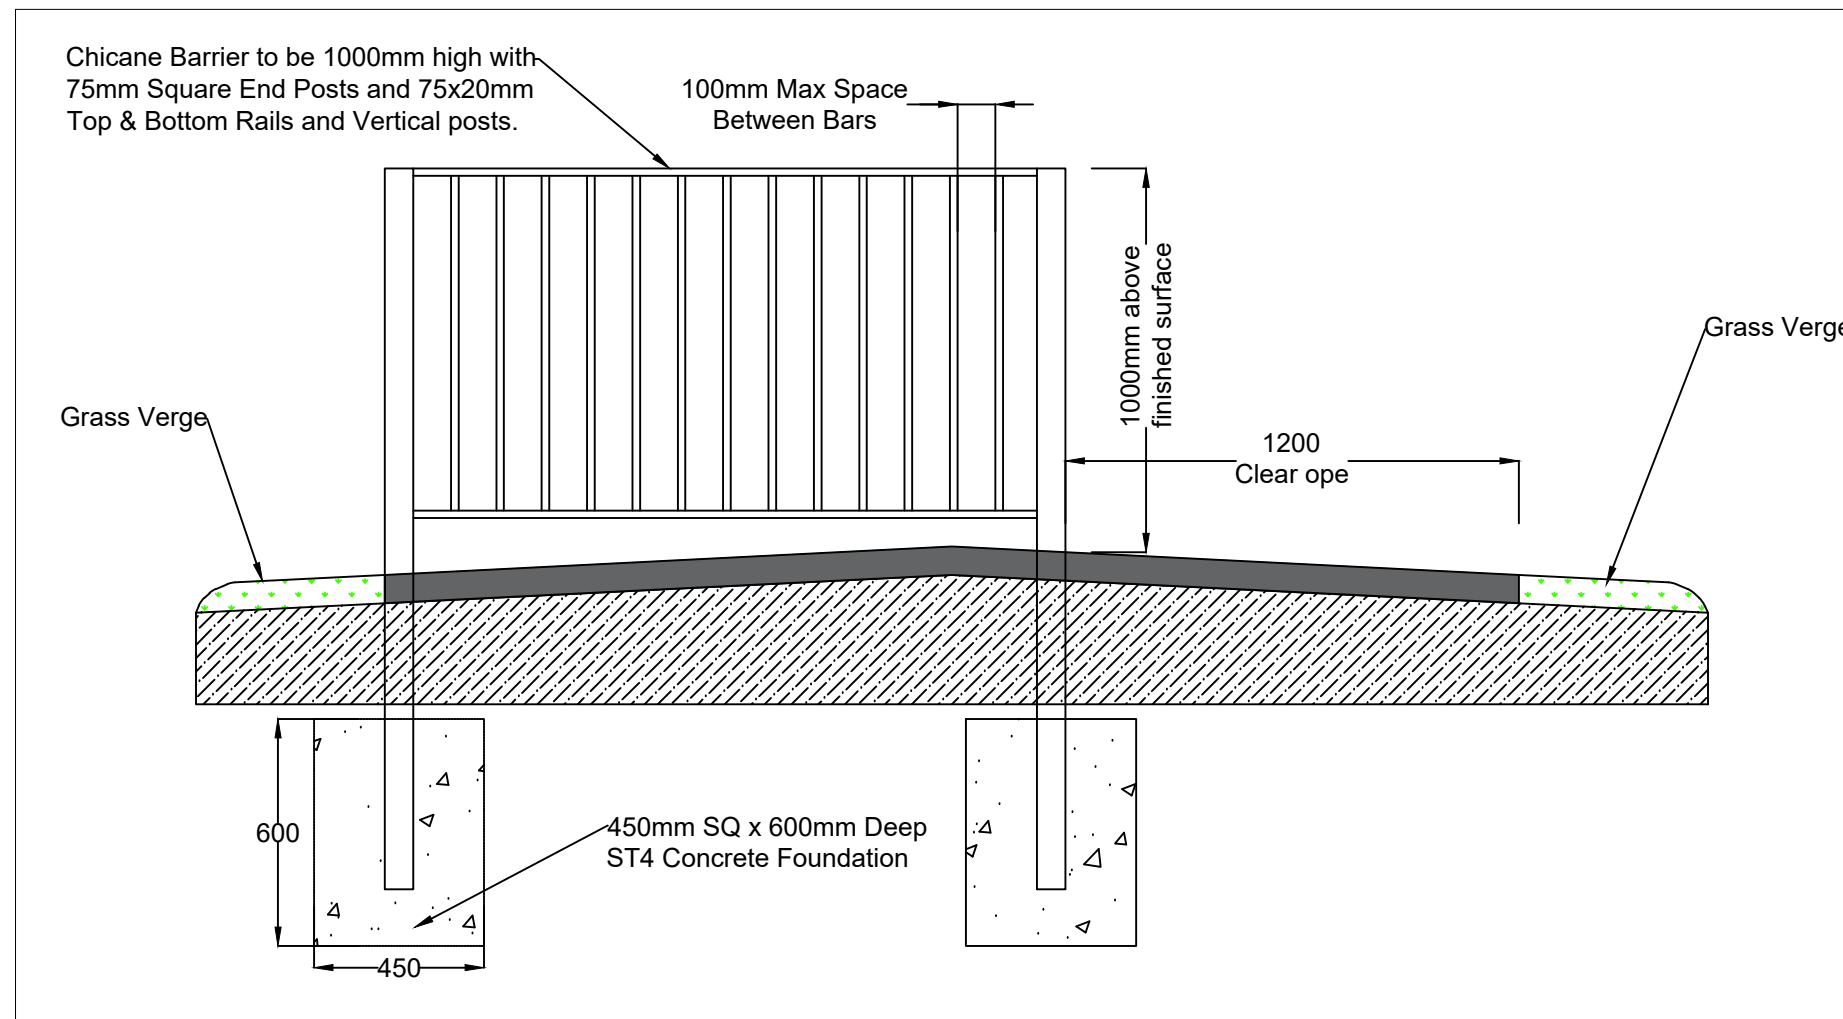 Chicane Barrier to be 1000mm high with
75mm Square End Posts and 75x20mm
Top & Bottom Rails and Vertical posts.
100mm Max Space
Between Bars
1000mm above
finished surface
Grass Verge
Grass Verge
1200
Clear ope
600
450mm SQ x 600mm Deep
ST4 Concrete Foundation
450